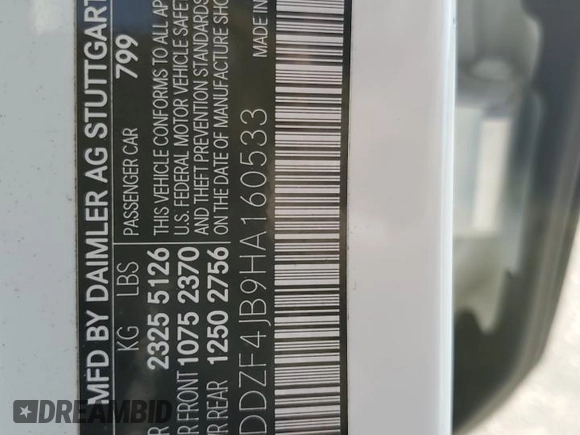 MFD BY DAIMLER AG STUTTGART
799
KG LBS PASSENGER CAR
2325 5126 THIS VEHICLE CONFORMS TO ALL AP
FRONT 1075 2370 U.S. FEDERAL MOTOR VEHICLE SAFET
RR 1250 2756 AND THEFT PREVENTION STANDARDS
ON THE DATE OF MANUFACTURE SHO
DDZF4JB9HA160533 MADE IN
DREAMBID